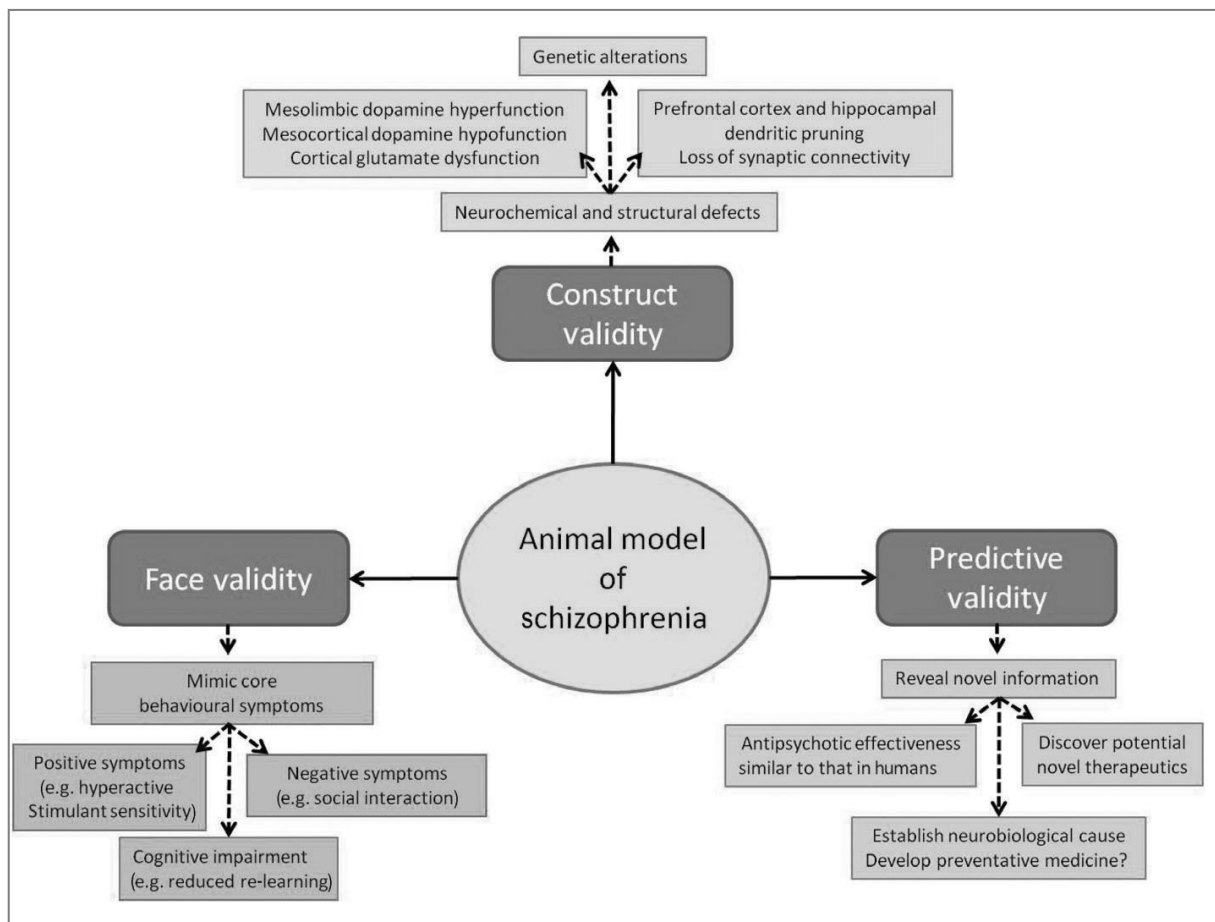 Genetic alterations
Mesolimbic dopamine hyperfunction
Mesocortical dopamine hypofunction
Cortical glutamate dysfunction
Prefrontal cortex and hippocampal
dendritic pruning
Loss of synaptic connectivity
Neurochemical and structural defects
Construct
validity
Animal model
of
schizophrenia
Face validity
Mimic core
behavioural symptoms
Positive symptoms
(e.g. hyperactive
Stimulant sensitivity)
Negative symptoms
(e.g. social interaction)
Cognitive impairment
(e.g. reduced re-learning)
Predictive
validity
Reveal novel information
Antipsychotic effectiveness
similar to that in humans
Discover potential
novel therapeutics
Establish neurobiological cause
Develop preventative medicine?